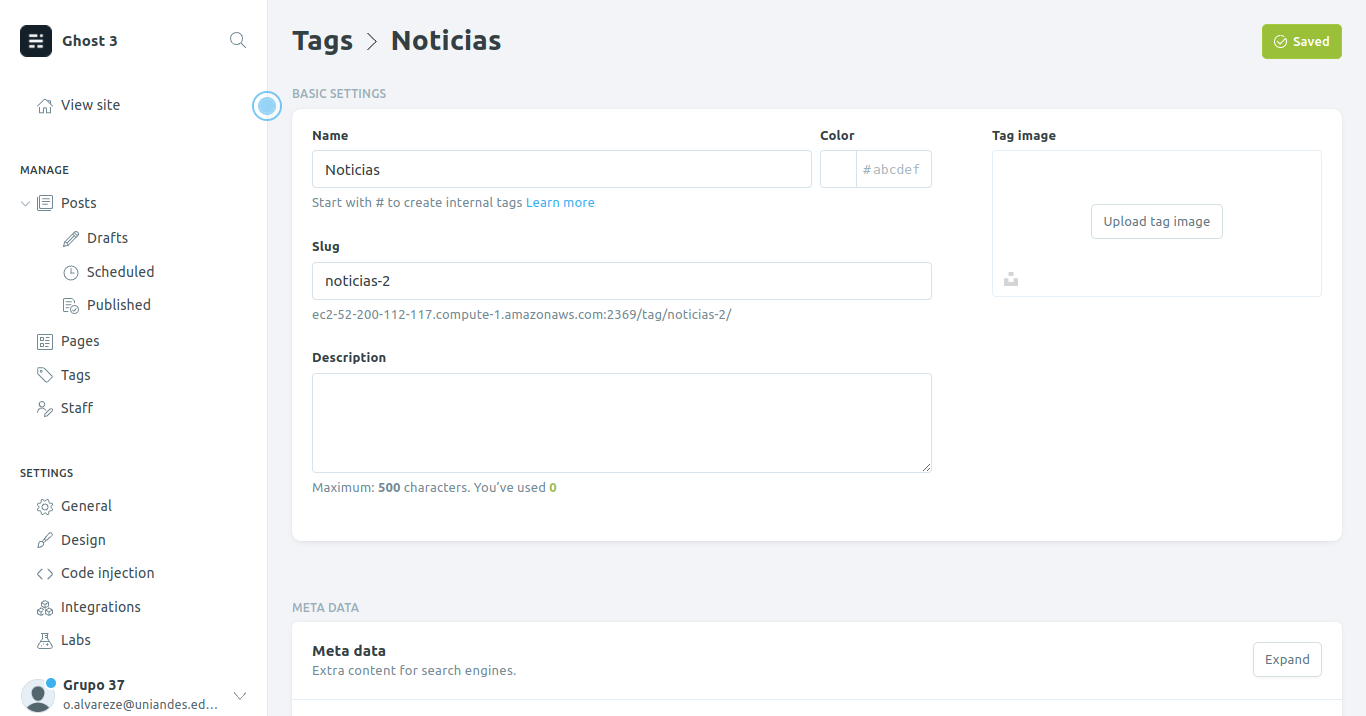 Ghost 3
View site
MANAGE
Posts
Drafts
Scheduled
Published
Pages
Tags
Staff
SETTINGS
General
Design
Code injection
Integrations
Labs
Grupo 37
o.alvareze@uniandes.ed...
Tags > Noticias
Saved
BASIC SETTINGS
Name
Color
Tag image
Noticias
#abcdef
Start with # to create internal tags Learn more
Upload tag image
Slug
noticias-2
ec2-52-200-112-117.compute-1.amazonaws.com:2369/tag/noticias-2/
Description
Maximum: 500 characters. You’ve used 0
META DATA
Meta data
Extra content for search engines.
Expand